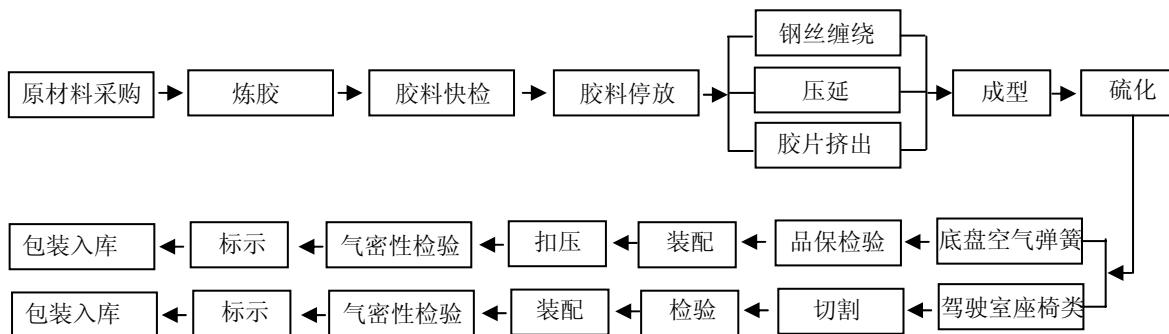 原材料采购
炼胶
胶料快检
胶料停放
钢丝缠绕
压延
胶片挤出
成型
硫化
底盘空气弹簧
品保检验
装配
扣压
气密性检验
标示
包装入库
驾驶室座椅类
切割
检验
装配
气密性检验
标示
包装入库